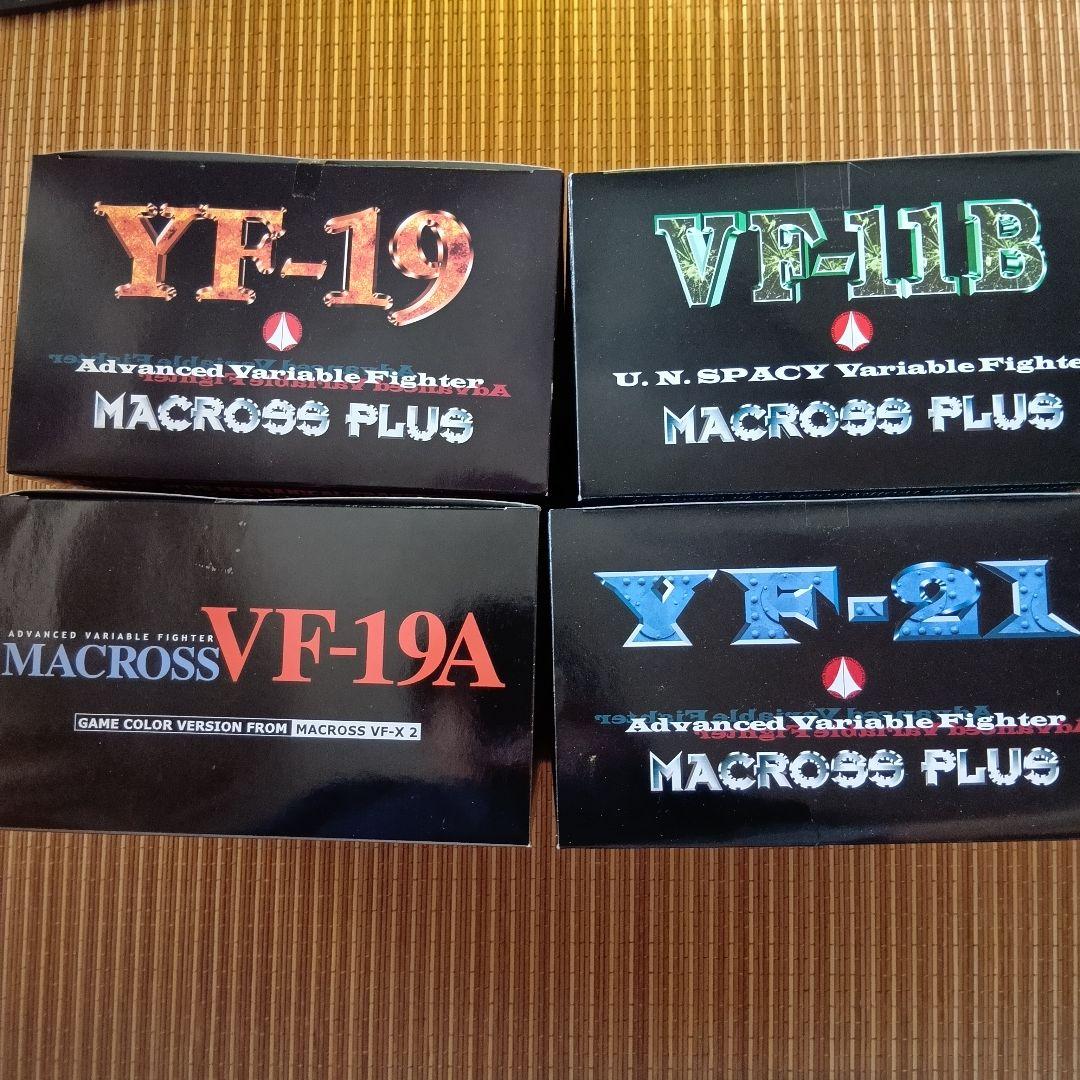 YF-19
Advanced Variable Fighter
MACROSS PLUS
VF-11B
U. N. SPACY Variable Fighte
MACROSS PLUS
ADVANCED VARIABLE FIGHTER
MACROSS VF-19A
GAME COLOR VERSION FROM MACROSS VF-X 2
YF-21
Advanced Variable Fighter
MACROSS PLUS